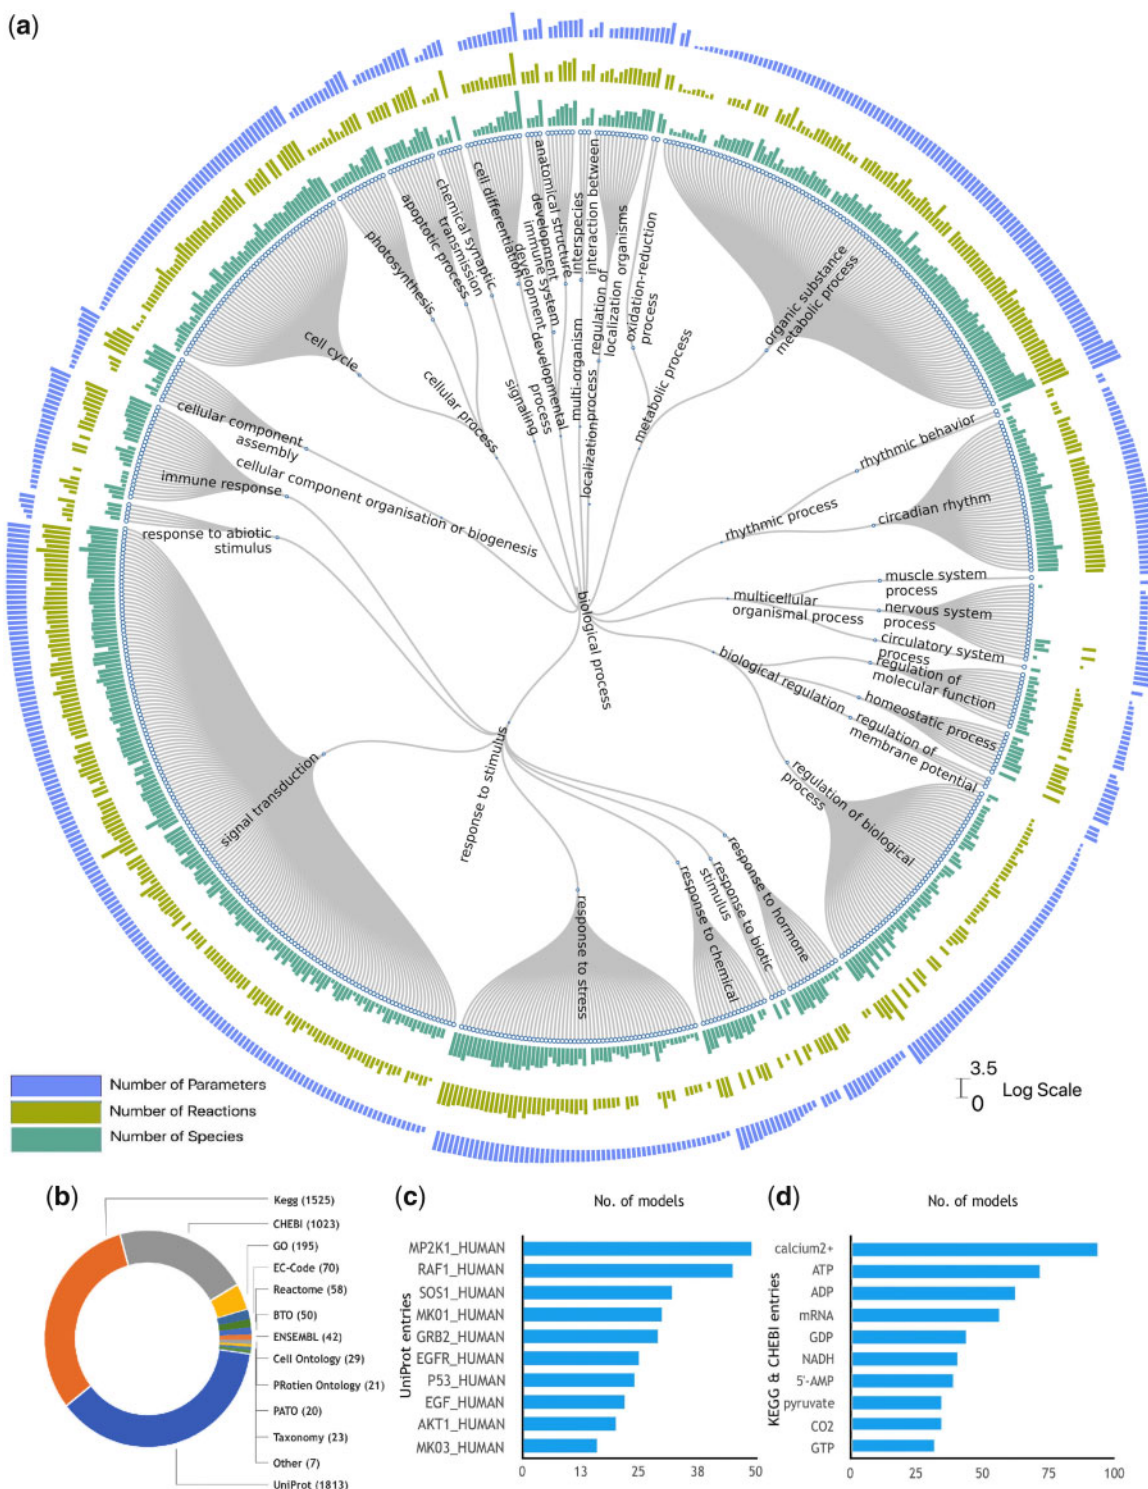 (a)
cell cycle
photosynthesis
apoptotic process
chemical synaptic
transmission
cell differentiation
immune system
development
anatomical structure
development
interspecies
interaction between
organisms
regulation of
localization
oxidation-reduction
process
organic substance
metabolic process
cellular process
signaling
developmental
process
multi-organism
process
localization
metabolic process
cellular component
assembly
cellular component organisation or biogenesis
immune response
response to abiotic
stimulus
rhythmic behavior
rhythmic process
circadian rhythm
muscle system
process
multicellular
organismal process
nervous system
process
circulatory system
process
biological process
biological regulation
regulation of
molecular function
homeostatic process
regulation of
membrane potential
regulation of biological
process
signal transduction
response to stimulus
response to stress
response to chemical
response to biotic
stimulus
response to hormone
Number of Parameters
Number of Reactions
Number of Species
3.5
0
Log Scale
(b)
Kegg (1525)
CHEBI (1023)
GO (195)
EC-Code (70)
Reactome (58)
BTO (50)
ENSEMBL (42)
Cell Ontology (29)
PRotien Ontology (21)
PATO (20)
Taxonomy (23)
Other (7)
UniProt (1813)
(c)
No. of models
UniProt entries
MP2K1_HUMAN
RAF1_HUMAN
SOS1_HUMAN
MK01_HUMAN
GRB2_HUMAN
EGFR_HUMAN
P53_HUMAN
EGF_HUMAN
AKT1_HUMAN
MK03_HUMAN
0 13 25 38 50
(d)
No. of models
KEGG & CHEBI entries
calcium2+
ATP
ADP
mRNA
GDP
NADH
5'-AMP
pyruvate
CO2
GTP
0 25 50 75 100